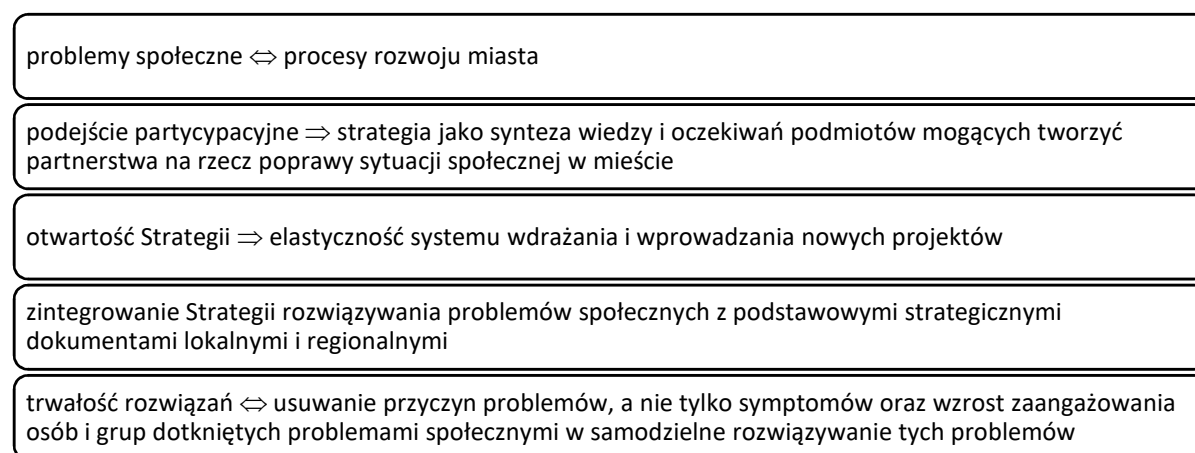 problemy społeczne ⇔ procesy rozwoju miasta
podejście partycypacyjne ⇒ strategia jako synteza wiedzy i oczekiwań podmiotów mogących tworzyć
partnerstwa na rzecz poprawy sytuacji społecznej w mieście
otwartość Strategii ⇒ elastyczność systemu wdrażania i wprowadzania nowych projektów
zintegrowanie Strategii rozwiązywania problemów społecznych z podstawowymi strategicznymi
dokumentami lokalnymi i regionalnymi
trwałość rozwiązań ⇔ usuwanie przyczyn problemów, a nie tylko symptomów oraz wzrost zaangażowania
osób i grup dotkniętych problemami społecznymi w samodzielne rozwiązywanie tych problemów